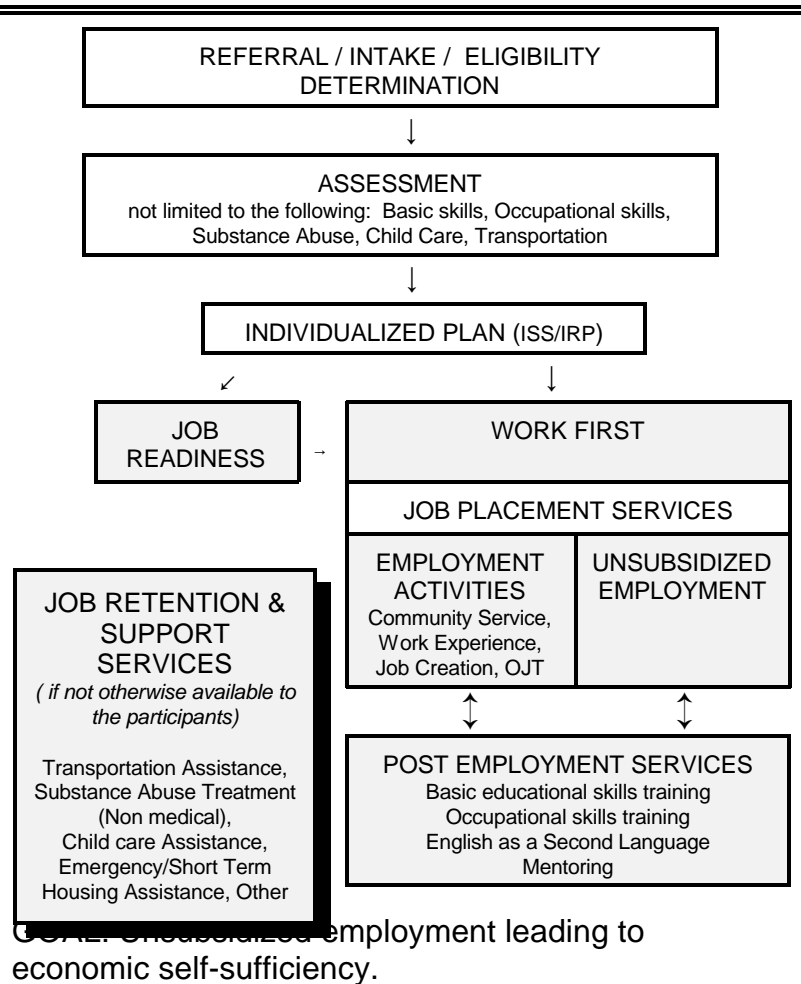 REFERRAL / INTAKE / ELIGIBILITY
DETERMINATION
↓
ASSESSMENT
not limited to the following: Basic skills, Occupational skills,
Substance Abuse, Child Care, Transportation
↓
INDIVIDUALIZED PLAN (ISS/IRP)
↙ ↓
JOB
READINESS
→
WORK FIRST
JOB PLACEMENT SERVICES
EMPLOYMENT
ACTIVITIES
Community Service,
Work Experience,
Job Creation, OJT
UNSUBSIDIZED
EMPLOYMENT
↕ ↕
POST EMPLOYMENT SERVICES
Basic educational skills training
Occupational skills training
English as a Second Language
Mentoring
JOB RETENTION &
SUPPORT
SERVICES
( if not otherwise available to
the participants)
Transportation Assistance,
Substance Abuse Treatment
(Non medical),
Child care Assistance,
Emergency/Short Term
Housing Assistance, Other
GOAL: Unsubsidized employment leading to
economic self-sufficiency.